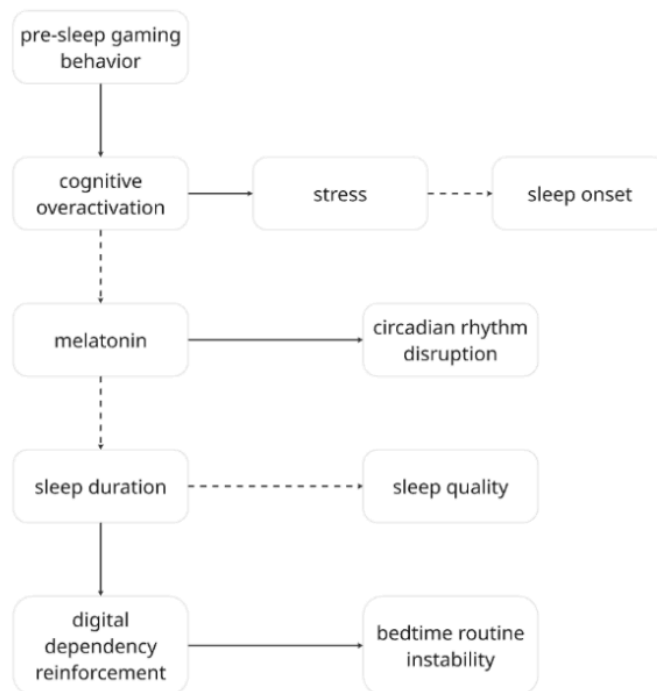 pre-sleep gaming
behavior
cognitive
overactivation
stress
sleep onset
melatonin
circadian rhythm
disruption
sleep duration
sleep quality
digital
dependency
reinforcement
bedtime routine
instability